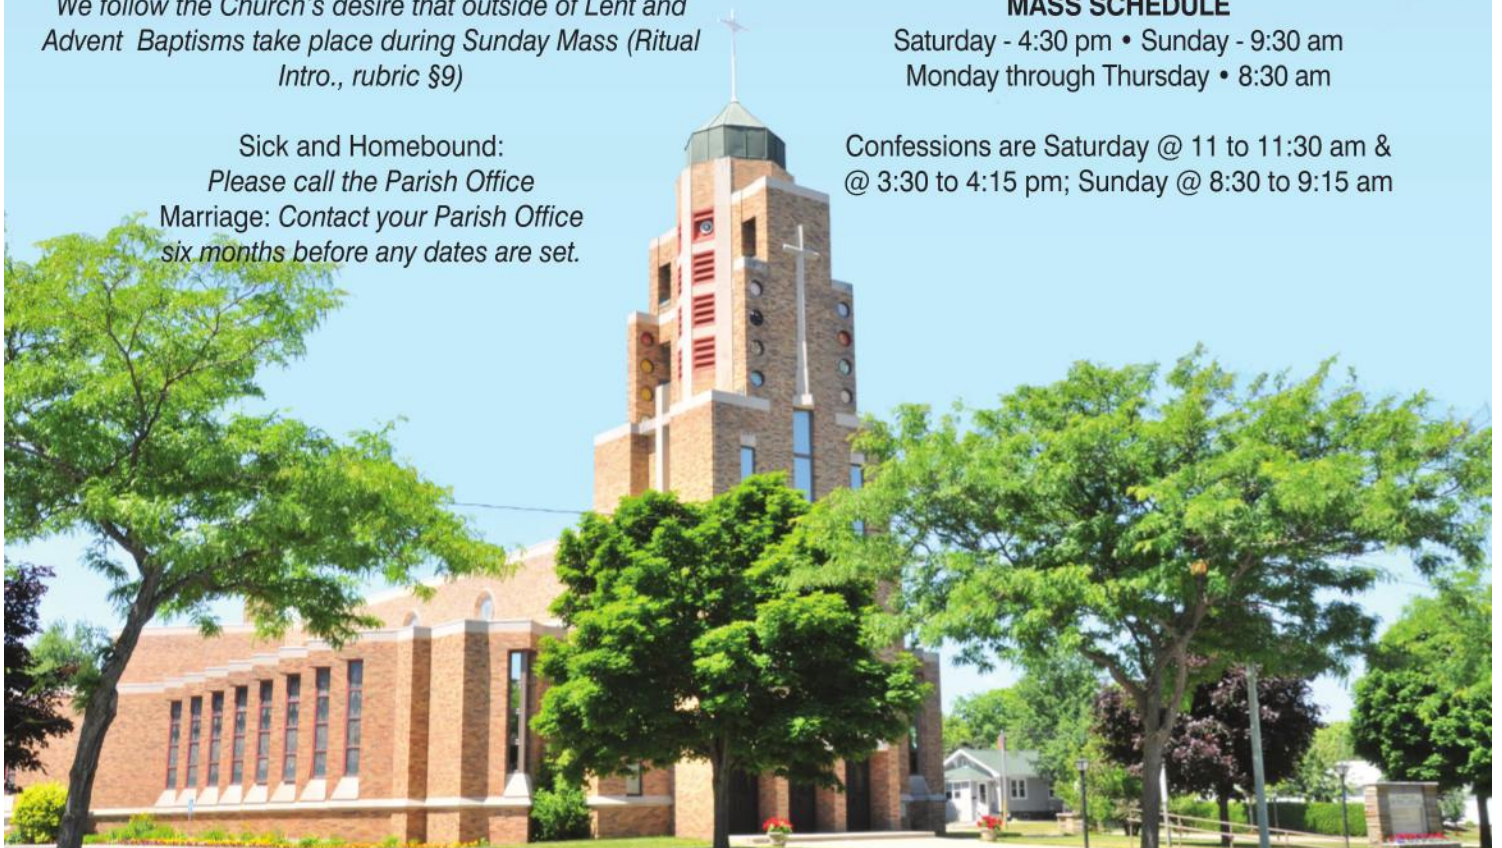 We follow the Church's desire that outside of Lent and
Advent  Baptisms take place during Sunday Mass (Ritual
Intro., rubric §9)
Sick and Homebound:
Please call the Parish Office
Marriage: Contact your Parish Office
six months before any dates are set.
MASS SCHEDULE
Saturday - 4:30 pm • Sunday - 9:30 am
Monday through Thursday • 8:30 am
Confessions are Saturday @ 11 to 11:30 am &
@ 3:30 to 4:15 pm; Sunday @ 8:30 to 9:15 am